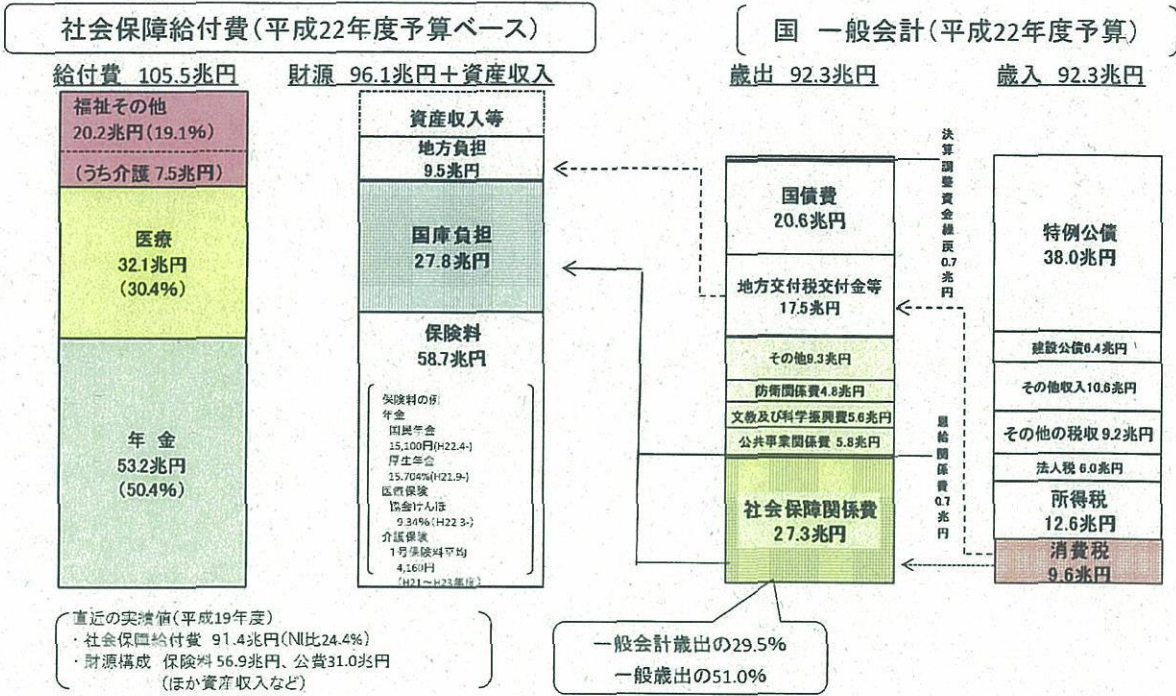 社会保障給付費(平成22年度予算ベース)
国 一般会計(平成22年度予算)
給付費 105.5兆円
財源 96.1兆円+資産収入
歳出 92.3兆円
歳入 92.3兆円
福祉その他
20.2兆円(19.1%)
(うち介護 7.5兆円)
医療
32.1兆円
(30.4%)
年 金
53.2兆円
(50.4%)
資産収入等
地方負担
9.5兆円
国庫負担
27.8兆円
保険料
58.7兆円
保険料の例
年金
国民年金
15,100円(H22.4-)
厚生年金
15.704%(H21.9-)
医療保険
協会けんぽ
9.34%(H22.3-)
介護保険
1号保険料平均
4,160円
(H21~H23年度)
国債費
20.6兆円
地方交付税交付金等
17.5兆円
その他9.3兆円
防衛関係費4.8兆円
文教及び科学振興費5.6兆円
公共事業関係費 5.8兆円
社会保障関係費
27.3兆円
決算調整資金繰戻0.7兆円
恩給関係費0.7兆円
特例公債
38.0兆円
建設公債6.4兆円
その他収入10.6兆円
その他の税収 9.2兆円
法人税 6.0兆円
所得税
12.6兆円
消費税
9.6兆円
直近の実績値(平成19年度)
・社会保障給付費 91.4兆円(NI比24.4%)
・財源構成 保険料 56.9兆円、公費31.0兆円
(ほか資産収入など)
一般会計歳出の29.5%
一般歳出の51.0%